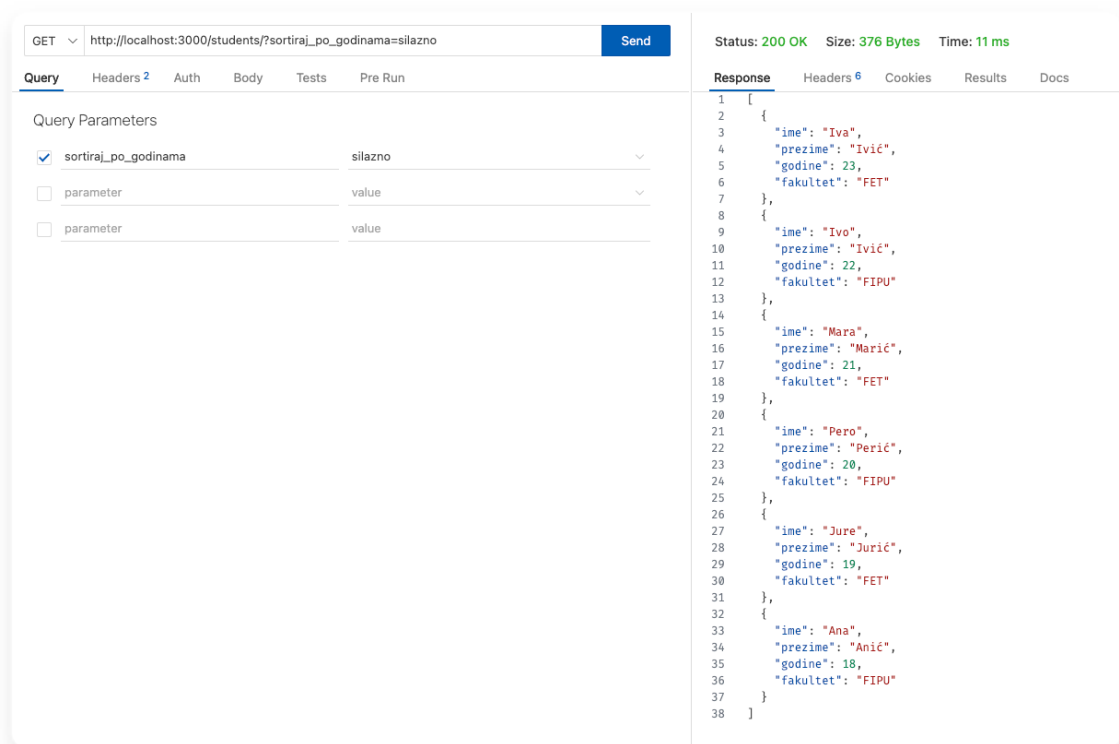 GET
http://localhost:3000/students/?sortiraj_po_godinama=silazno
Send
Query
Headers 2
Auth
Body
Tests
Pre Run
Query Parameters
sortiraj_po_godinama
silazno
parameter
value
parameter
value
Status: 200 OK Size: 376 Bytes Time: 11 ms
Response
Headers 6
Cookies
Results
Docs
1 [
2 {
3 "ime": "Iva",
4 "prezime": "Ivić",
5 "godine": 23,
6 "fakultet": "FET"
7 },
8 {
9 "ime": "Ivo",
10 "prezime": "Ivić",
11 "godine": 22,
12 "fakultet": "FIPU"
13 },
14 {
15 "ime": "Mara",
16 "prezime": "Marić",
17 "godine": 21,
18 "fakultet": "FET"
19 },
20 {
21 "ime": "Pero",
22 "prezime": "Perić",
23 "godine": 20,
24 "fakultet": "FIPU"
25 },
26 {
27 "ime": "Jure",
28 "prezime": "Jurić",
29 "godine": 19,
30 "fakultet": "FET"
31 },
32 {
33 "ime": "Ana",
34 "prezime": "Anić",
35 "godine": 18,
36 "fakultet": "FIPU"
37 }
38 ]